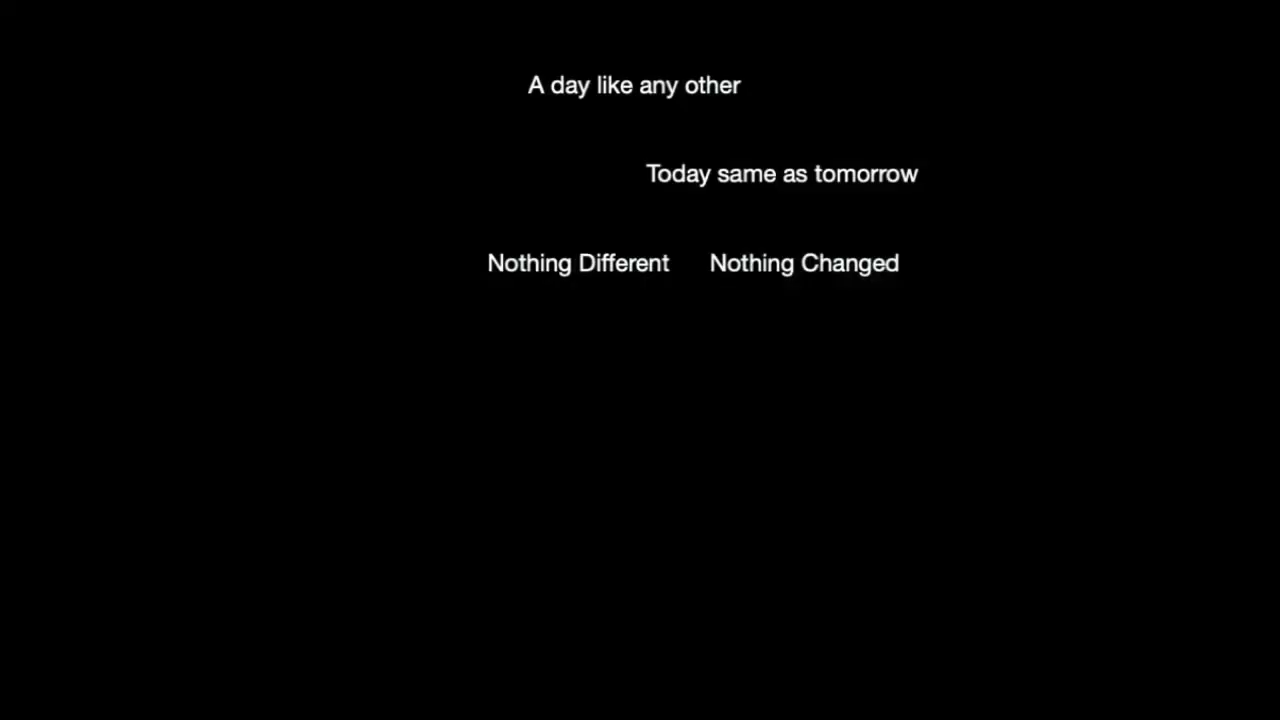 A day like any other
Today same as tomorrow
Nothing Different Nothing Changed